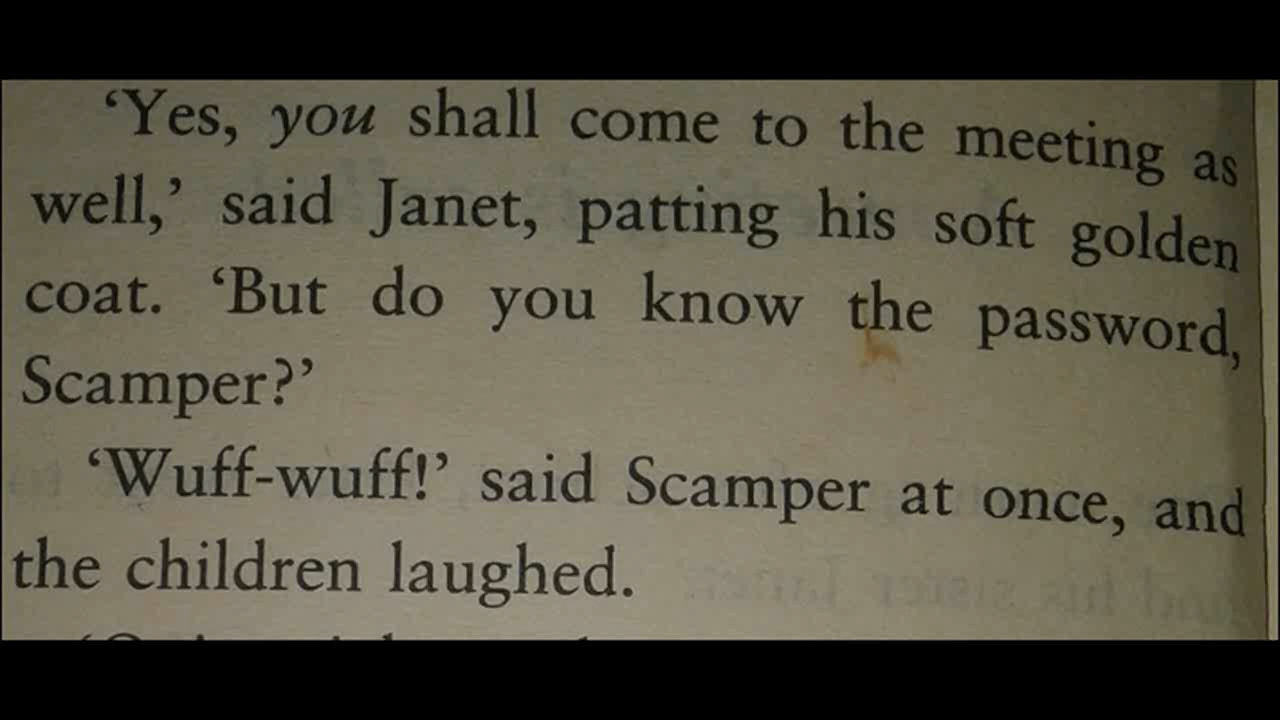 ‘Yes, you shall come to the meeting as
well,’ said Janet, patting his soft golden
coat. ‘But do you know the password,
Scamper?’
‘Wuff-wuff!’ said Scamper at once, and
the children laughed.